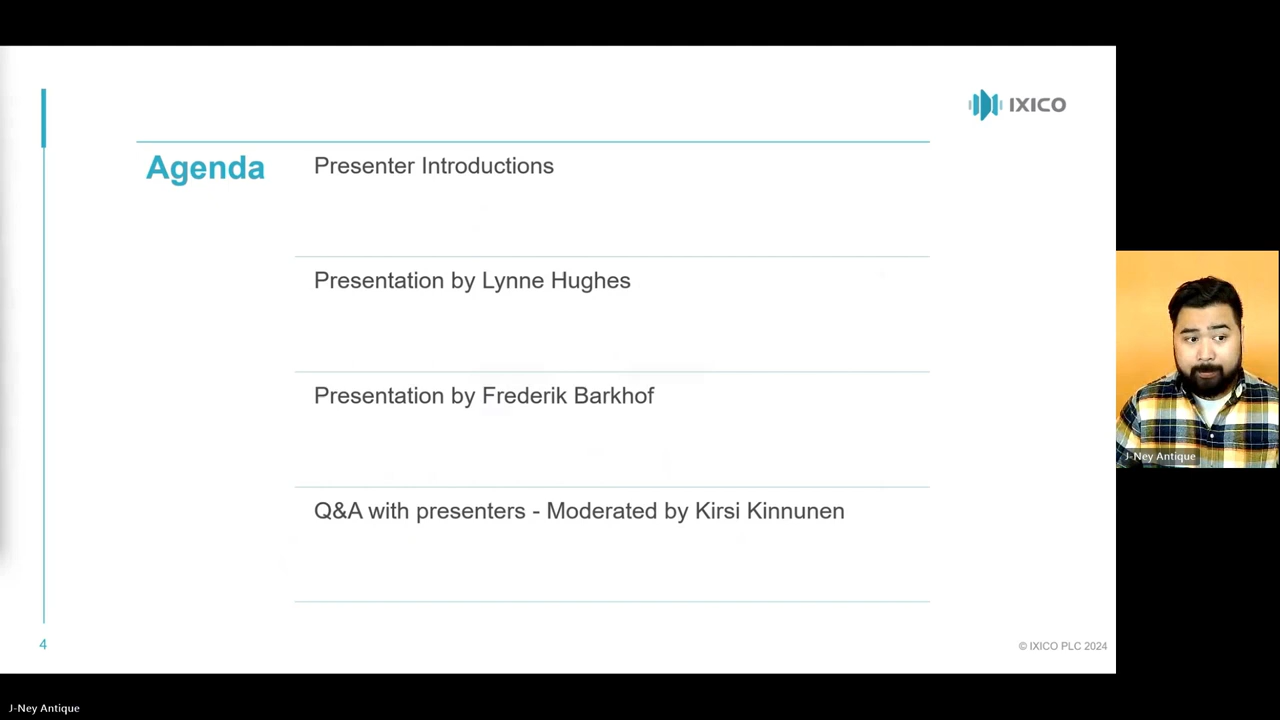 IXICO
Agenda
Presenter Introductions
Presentation by Lynne Hughes
Presentation by Frederik Barkhof
Q&A with presenters - Moderated by Kirsi Kinnunen
J-Ney Antique
4
© IXICO PLC 2024
J-Ney Antique